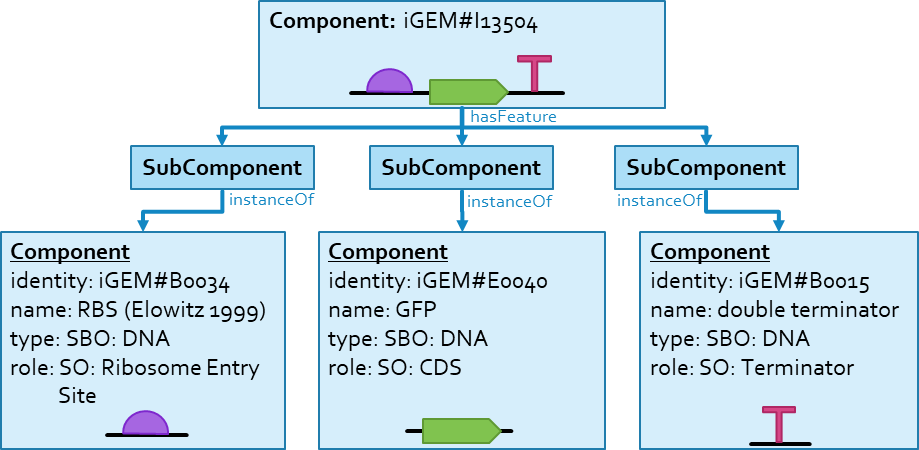 Component: iGEM#I13504
hasFeature
SubComponent
SubComponent
SubComponent
instanceOf
instanceOf
instanceOf
Component
identity: iGEM#B0034
name: RBS (Elowitz 1999)
type: SBO: DNA
role: SO: Ribosome Entry
Site
Component
identity: iGEM#E0040
name: GFP
type: SBO: DNA
role: SO: CDS
Component
identity: iGEM#B0015
name: double terminator
type: SBO: DNA
role: SO: Terminator